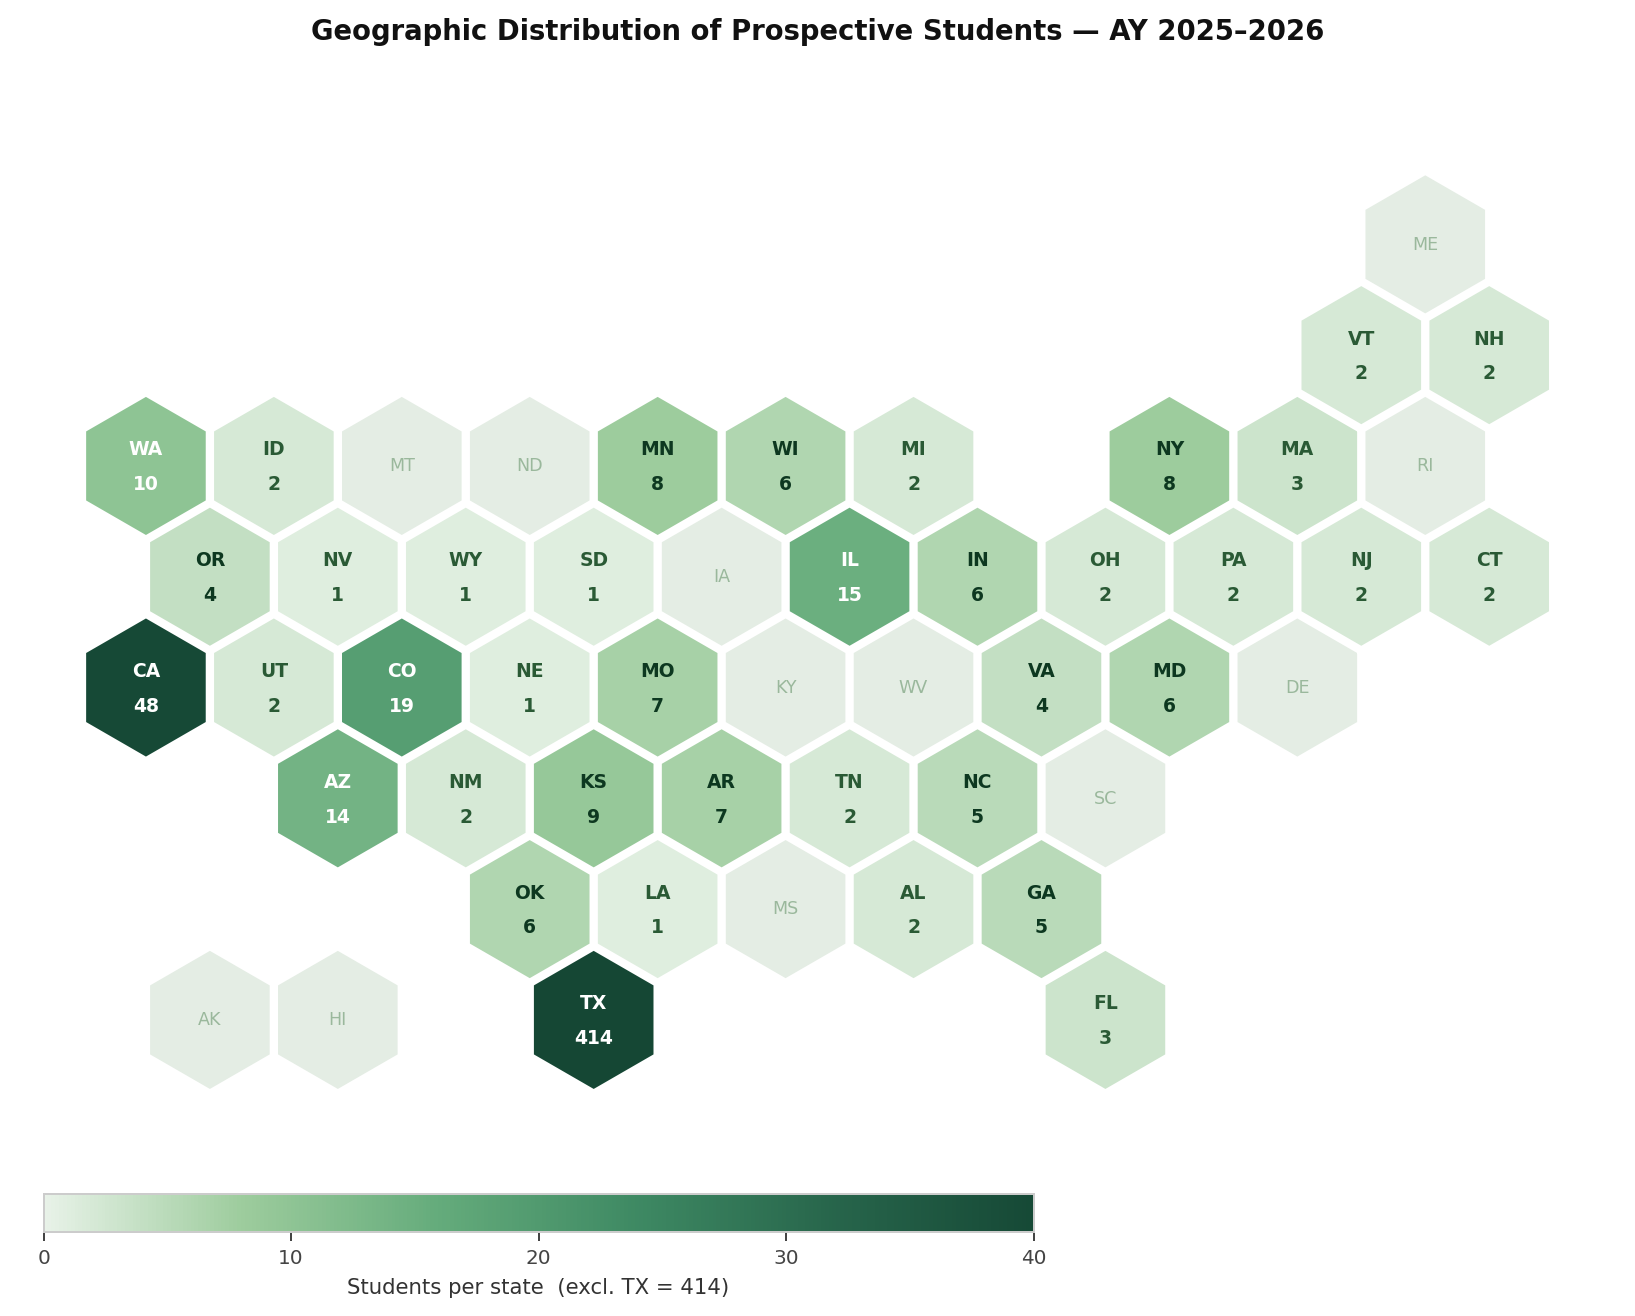 Geographic Distribution of Prospective Students — AY 2025–2026
ME
VT
2
NH
2
WA
10
ID
2
MT
ND
MN
8
WI
6
MI
2
NY
8
MA
3
RI
OR
4
NV
1
WY
1
SD
1
IA
IL
15
IN
6
OH
2
PA
2
NJ
2
CT
2
CA
48
UT
2
CO
19
NE
1
MO
7
KY
WV
VA
4
MD
6
DE
AZ
14
NM
2
KS
9
AR
7
TN
2
NC
5
SC
OK
6
LA
1
MS
AL
2
GA
5
AK
HI
TX
414
FL
3
0 10 20 30 40
Students per state (excl. TX = 414)